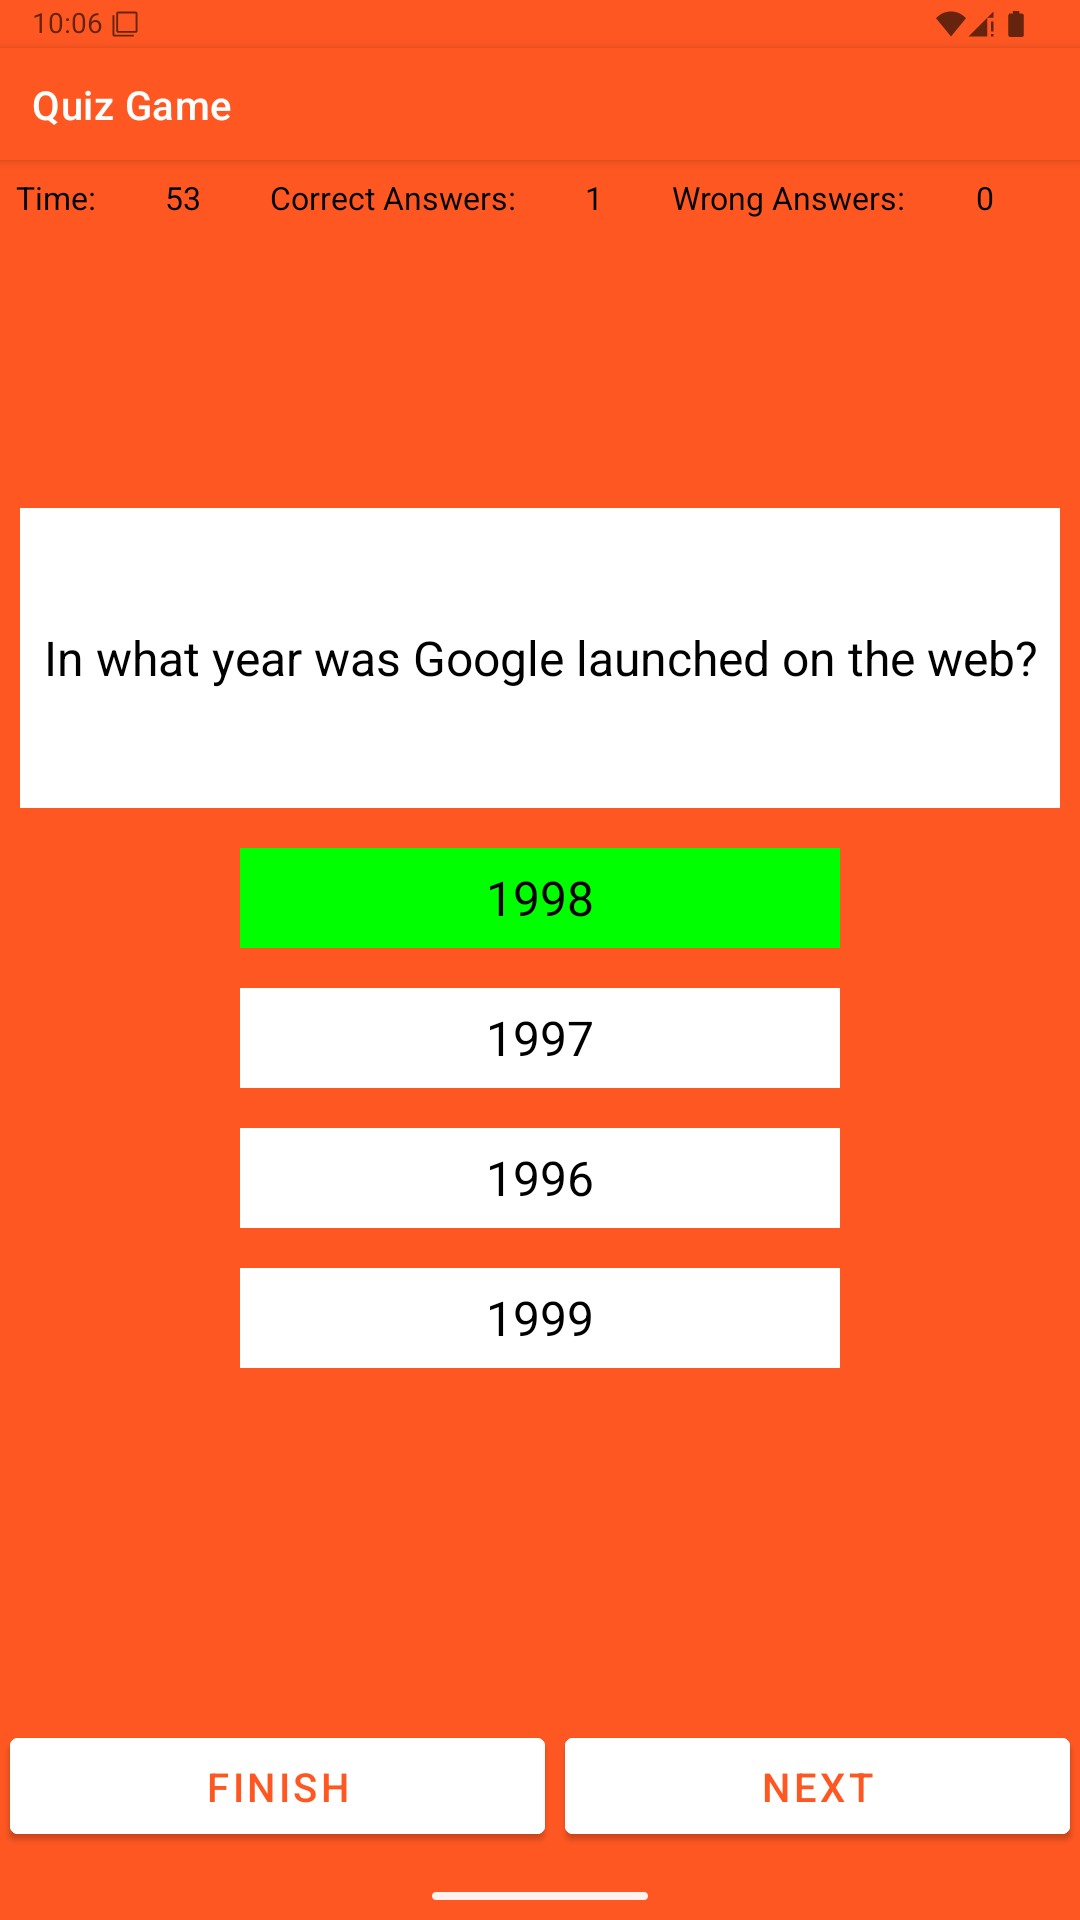 10:06
Quiz Game
Time: 53 Correct Answers: 1 Wrong Answers: 0
In what year was Google launched on the web?
1998
1997
1996
1999
FINISH NEXT